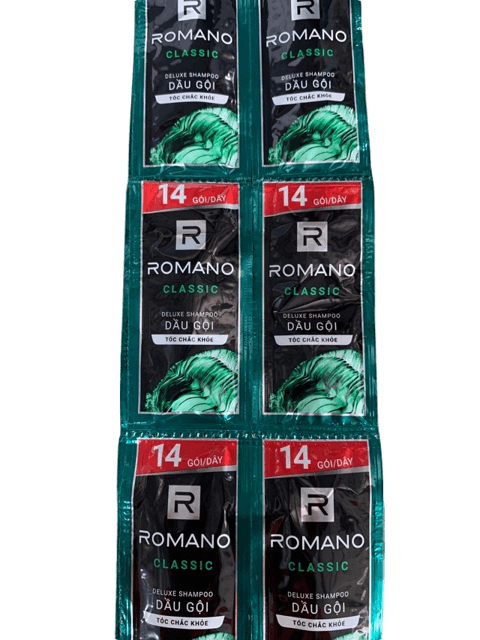 R
ROMANO
CLASSIC
DELUXE SHAMPOO
DẦU GỘI
TÓC CHẮC KHỎE
R
ROMANO
CLASSIC
DELUXE SHAMPOO
DẦU GỘI
TÓC CHẮC KHỎE
14 GÓI/DÂY
R
ROMANO
CLASSIC
DELUXE SHAMPOO
DẦU GỘI
TÓC CHẮC KHỎE
14 GÓI/DÂY
R
ROMANO
CLASSIC
DELUXE SHAMPOO
DẦU GỘI
TÓC CHẮC KHỎE
14 GÓI/DÂY
R
ROMANO
CLASSIC
DELUXE SHAMPOO
DẦU GỘI
TÓC CHẮC KHỎE
14 GÓI/DÂY
R
ROMANO
CLASSIC
DELUXE SHAMPOO
DẦU GỘI
TÓC CHẮC KHỎE